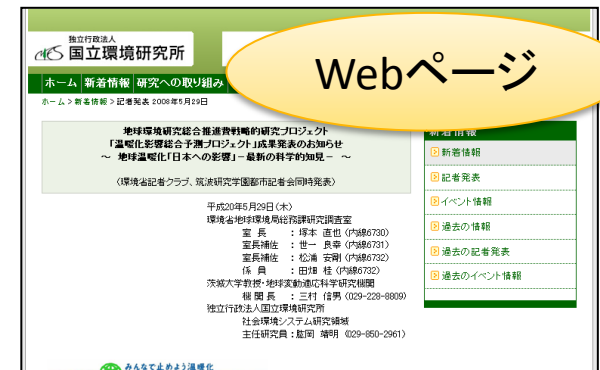 独立行政法人
国立環境研究所
Webページ
ホーム 新着情報 研究への取り組み
ホーム > 新着情報 > 記者発表 2008年5月29日
地球環境研究総合推進費戦略的研究プロジェクト
「温暖化影響総合予測プロジェクト」成果発表のお知らせ
～ 地球温暖化「日本への影響」－最新の科学的知見－ ～
(環境省記者クラブ、筑波研究学園都市記者会同時発表)
新着情報
新着情報
記者発表
イベント情報
過去の情報
過去の記者発表
過去のイベント情報
平成20年5月29日(木)
環境省地球環境局総務課研究調査室
室 長 : 塚本 直也 (内線6730)
室長補佐 : 世一 良幸 (内線6731)
室長補佐 : 松浦 安剛 (内線6732)
係 員 : 田畑 桂 (内線6732)
茨城大学教授・地球変動適応科学研究機関
機 関 長 : 三村 信男 (029-228-8809)
独立行政法人国立環境研究所
社会環境システム研究領域
主任研究員 : 肱岡 靖明 (029-850-2961)
みんなで止めよう温暖化